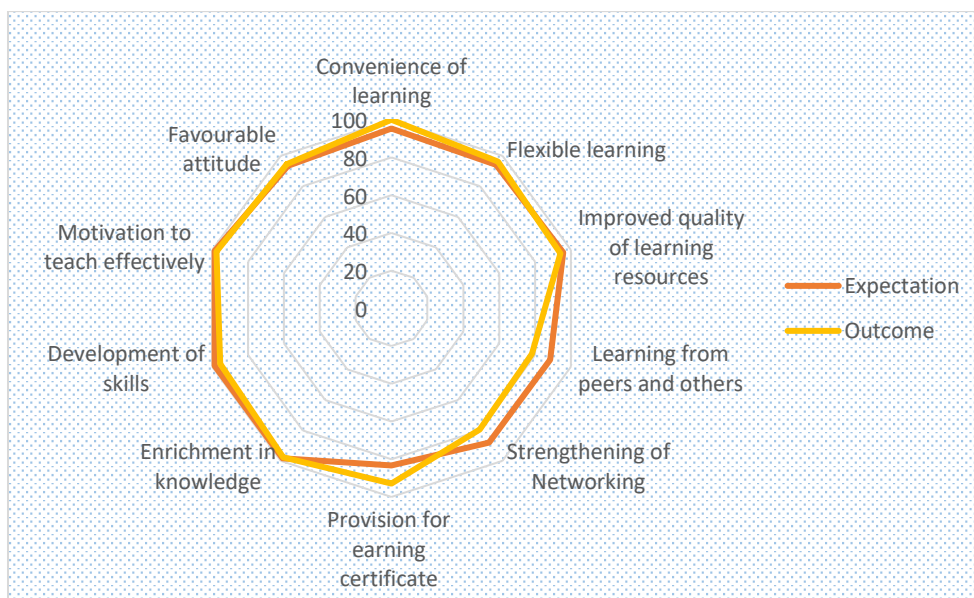 Convenience of
learning
Flexible learning
Improved quality
of learning
resources
Learning from
peers and others
Strengthening of
Networking
Provision for
earning
certificate
Enrichment in
knowledge
Development of
skills
Motivation to
teach effectively
Favourable
attitude
100
80
60
40
20
0
Expectation
Outcome